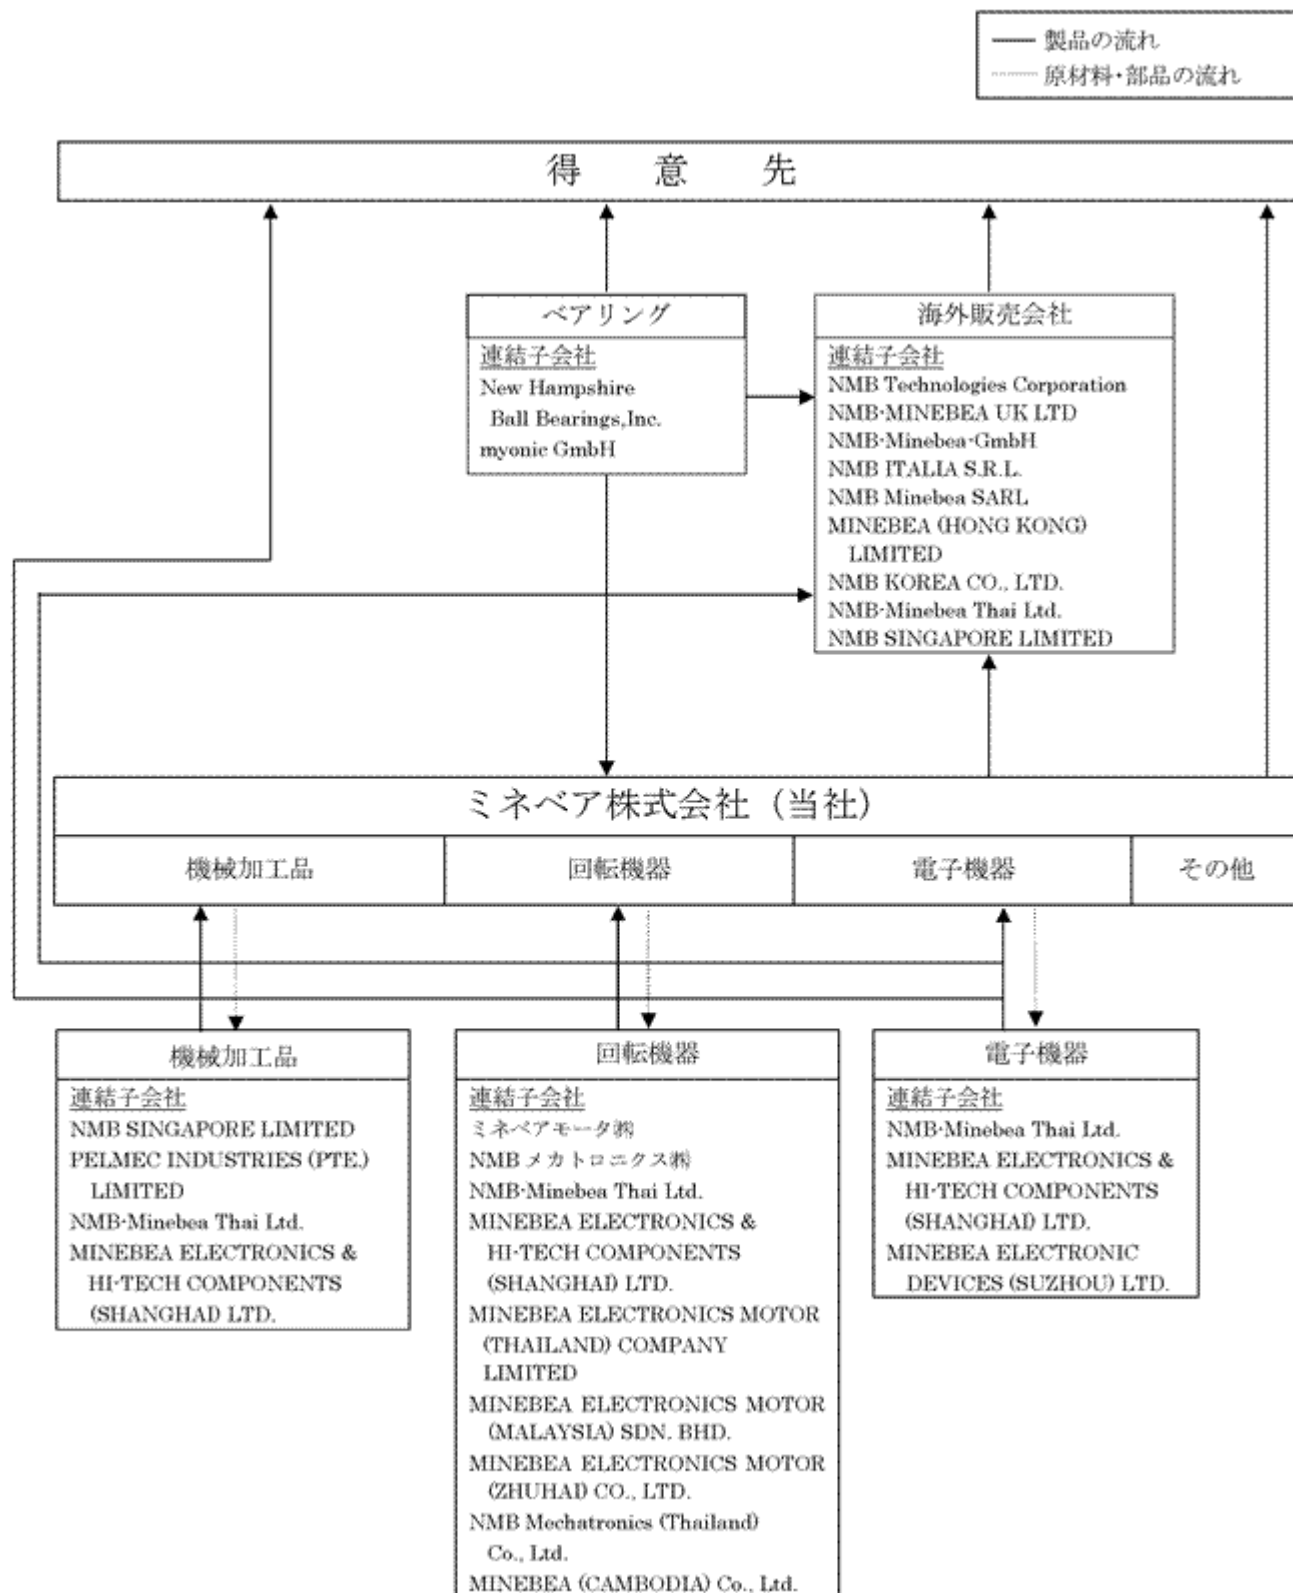 製品の流れ
原材料・部品の流れ
得意先
ベアリング
連結子会社
New Hampshire
Ball Bearings,Inc.
myonic GmbH
海外販売会社
連結子会社
NMB Technologies Corporation
NMB-MINEBEA UK LTD
NMB-Minebea-GmbH
NMB ITALIA S.R.L.
NMB Minebea SARL
MINEBEA (HONG KONG)
LIMITED
NMB KOREA CO., LTD.
NMB-Minebea Thai Ltd.
NMB SINGAPORE LIMITED
ミネベア株式会社（当社）
機械加工品
回転機器
電子機器
その他
機械加工品
連結子会社
NMB SINGAPORE LIMITED
PELMEC INDUSTRIES (PTE.)
LIMITED
NMB-Minebea Thai Ltd.
MINEBEA ELECTRONICS &
HI-TECH COMPONENTS
(SHANGHAI) LTD.
回転機器
連結子会社
ミネベアモータ㈱
NMB メカトロニクス㈱
NMB-Minebea Thai Ltd.
MINEBEA ELECTRONICS &
HI-TECH COMPONENTS
(SHANGHAI) LTD.
MINEBEA ELECTRONICS MOTOR
(THAILAND) COMPANY
LIMITED
MINEBEA ELECTRONICS MOTOR
(MALAYSIA) SDN. BHD.
MINEBEA ELECTRONICS MOTOR
(ZHUHAI) CO., LTD.
NMB Mechatronics (Thailand)
Co., Ltd.
MINEBEA (CAMBODIA) Co., Ltd.
電子機器
連結子会社
NMB-Minebea Thai Ltd.
MINEBEA ELECTRONICS &
HI-TECH COMPONENTS
(SHANGHAI) LTD.
MINEBEA ELECTRONIC
DEVICES (SUZHOU) LTD.